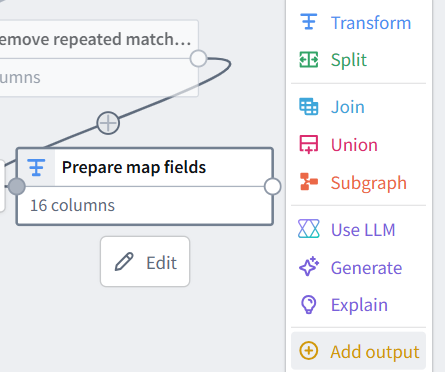 emove repeated match…
umns
Prepare map fields
16 columns
Edit
Transform
Split
Join
Union
Subgraph
Use LLM
Generate
Explain
Add output